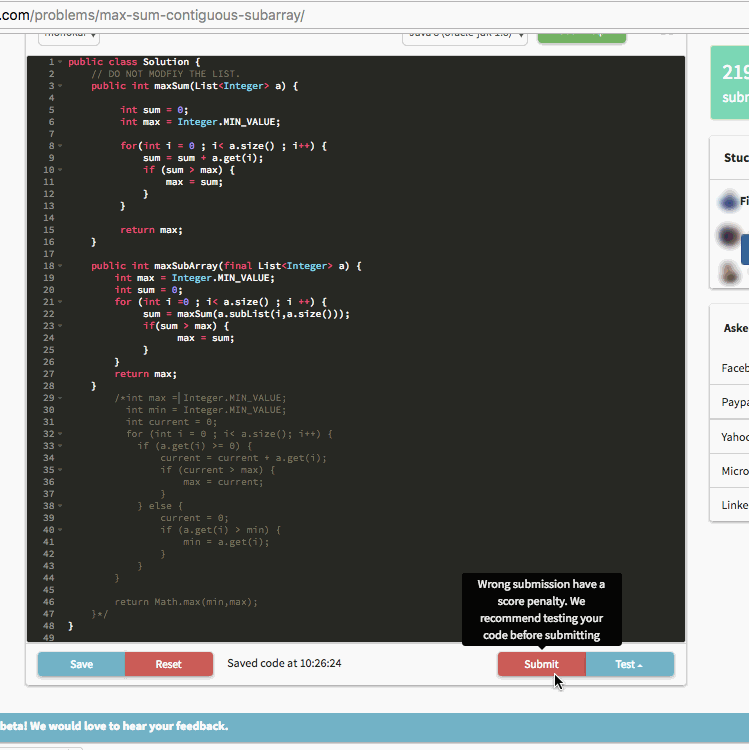 .com/problems/max-sum-contiguous-subarray/
1 public class Solution {
2 // DO NOT MODFIY THE LIST.
3 public int maxSum(List<Integer> a) {
4
5 int sum = 0;
6 int max = Integer.MIN_VALUE;
7
8 for(int i = 0 ; i< a.size() ; i++) {
9 sum = sum + a.get(i);
10 if (sum > max) {
11 max = sum;
12 }
13 }
14
15 return max;
16 }
17
18 public int maxSubArray(final List<Integer> a) {
19 int max = Integer.MIN_VALUE;
20 int sum = 0;
21 for (int i =0 ; i< a.size() ; i ++) {
22 sum = maxSum(a.subList(i,a.size()));
23 if(sum > max) {
24 max = sum;
25 }
26 }
27 return max;
28 }
29 /*int max = Integer.MIN_VALUE;
30 int min = Integer.MIN_VALUE;
31 int current = 0;
32 for (int i = 0 ; i< a.size(); i++) {
33 if (a.get(i) >= 0) {
34 current = current + a.get(i);
35 if (current > max) {
36 max = current;
37 }
38 } else {
39 current = 0;
40 if (a.get(i) > min) {
41 min = a.get(i);
42 }
43 }
44 }
45
46 return Math.max(min,max);
47 }*/
48 }
49
219
subr
Stuc
Fi
Aske
Faceb
Paypa
Yahoo
Micro
Linke
Wrong submission have a
score penalty. We
recommend testing your
code before submitting
Save Reset Saved code at 10:26:24 Submit Test
beta! We would love to hear your feedback.